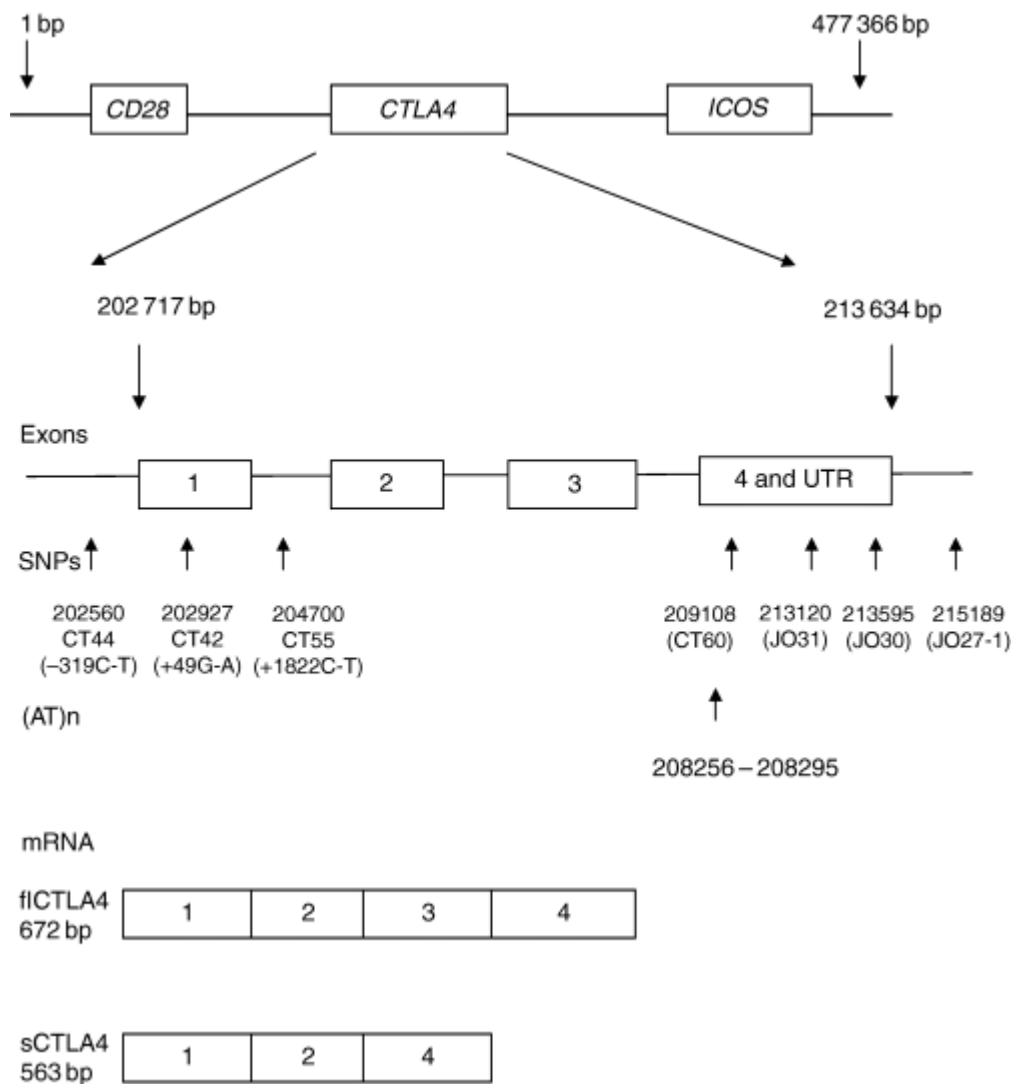 1 bp 477 366 bp
CD28 CTLA4 ICOS
202 717 bp 213 634 bp
Exons
1 2 3 4 and UTR
SNPs
202560 202927 204700 209108 213120 213595 215189
CT44 CT42 CT55 (CT60) (JO31) (JO30) (JO27-1)
(–319C-T) (+49G-A) (+1822C-T)
(AT)n
208256 – 208295
mRNA
flCTLA4
672 bp
1 2 3 4
sCTLA4
563 bp
1 2 4